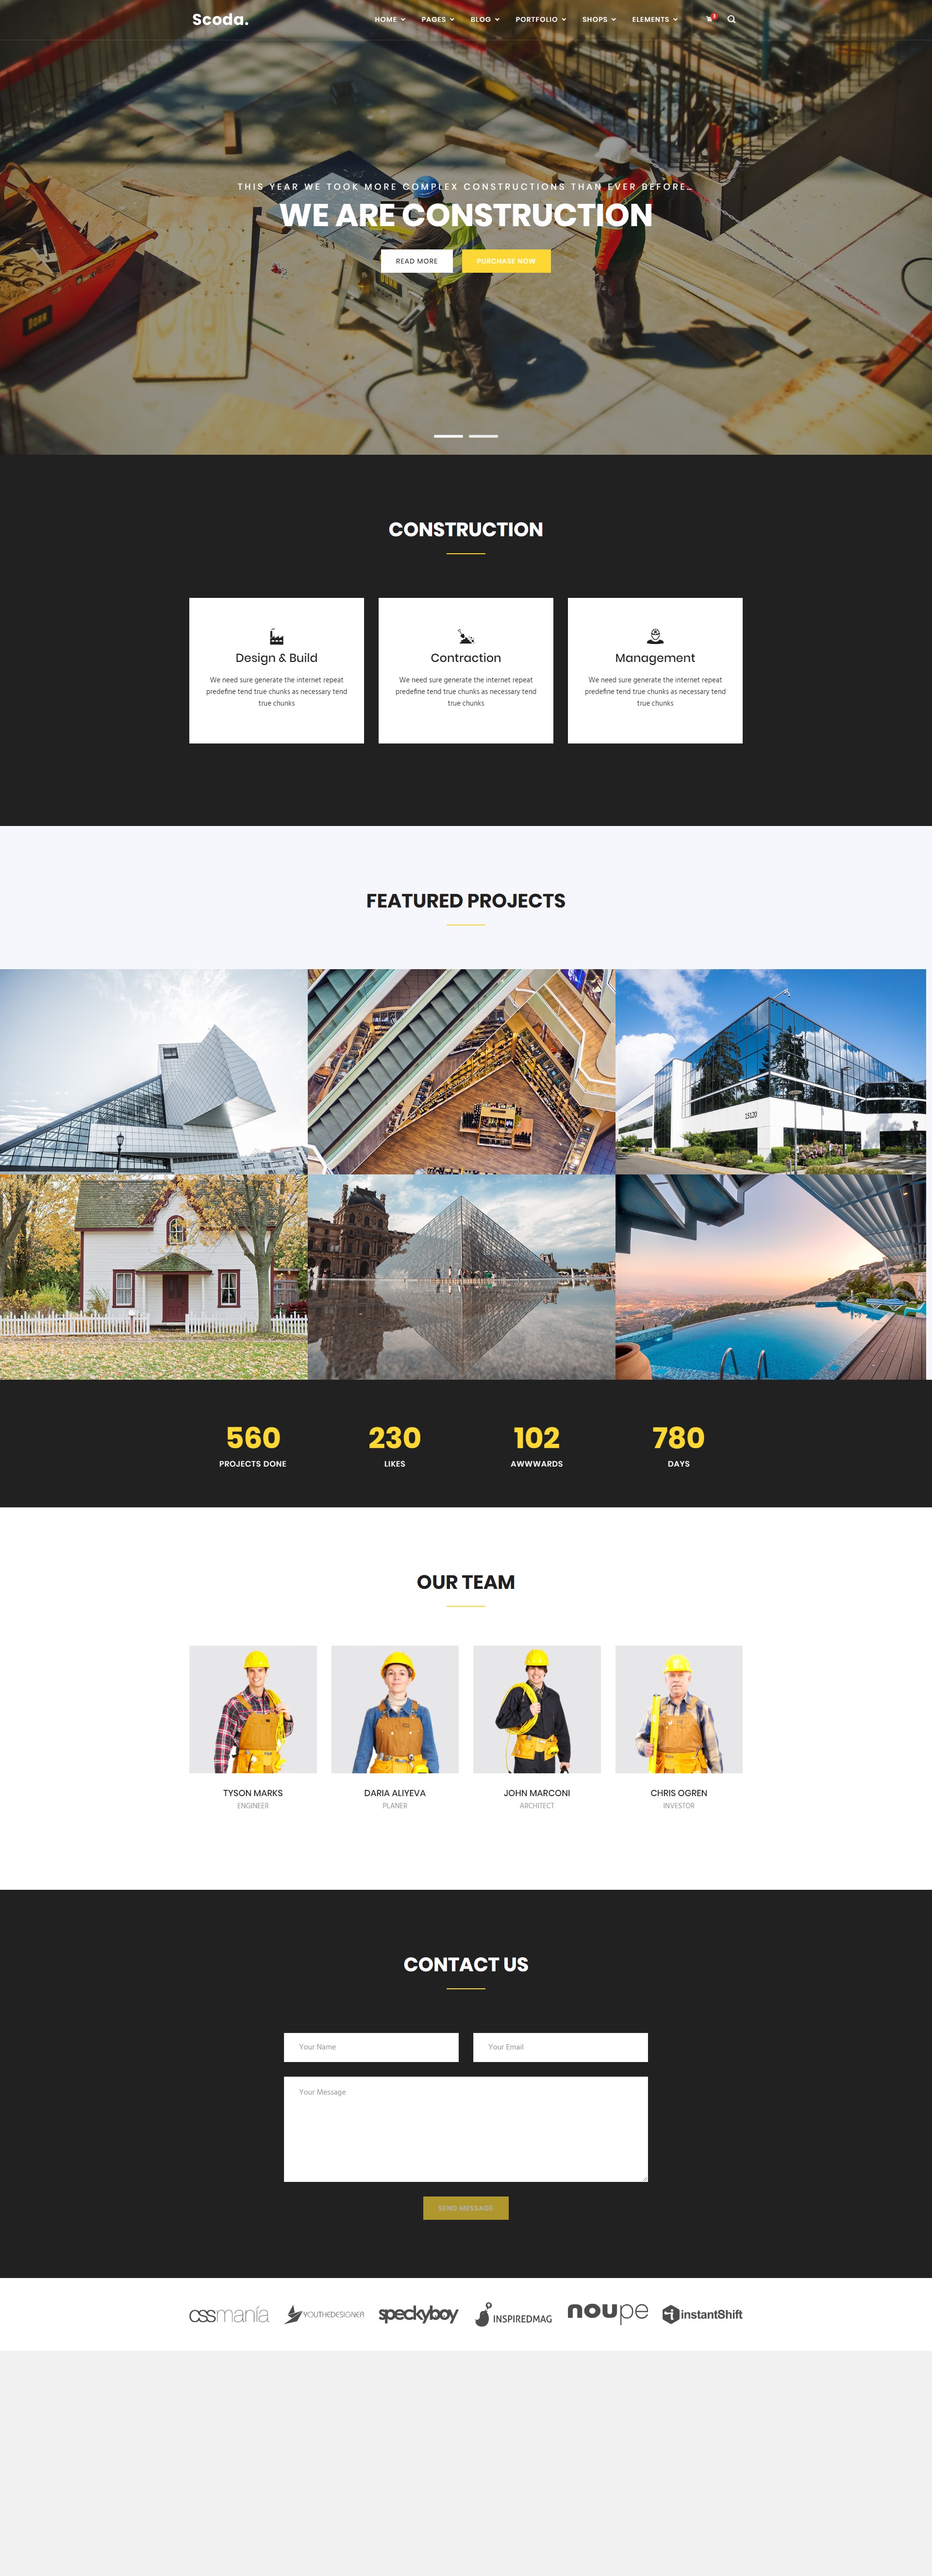 Scoda.
HOME PAGES BLOG PORTFOLIO SHOPS ELEMENTS
THIS YEAR WE TOOK MORE COMPLEX CONSTRUCTIONS THAN EVER BEFORE...
WE ARE CONSTRUCTION
READ MORE PURCHASE NOW
CONSTRUCTION
Design & Build
We need sure generate the internet repeat
predefine tend true chunks as necessary tend
true chunks
Contraction
We need sure generate the internet repeat
predefine tend true chunks as necessary tend
true chunks
Management
We need sure generate the internet repeat
predefine tend true chunks as necessary tend
true chunks
FEATURED PROJECTS
15120
560
PROJECTS DONE
230
LIKES
102
AWWWARDS
780
DAYS
OUR TEAM
TYSON MARKS
ENGINEER
DARIA ALIYEVA
PLANER
JOHN MARCONI
ARCHITECT
CHRIS OGREN
INVESTOR
CONTACT US
Your Name
Your Email
Your Message
SEND MESSAGE
cssmanía YOUTHEDESIGNER speckyboy INSPIREDMAG noupe instantShift